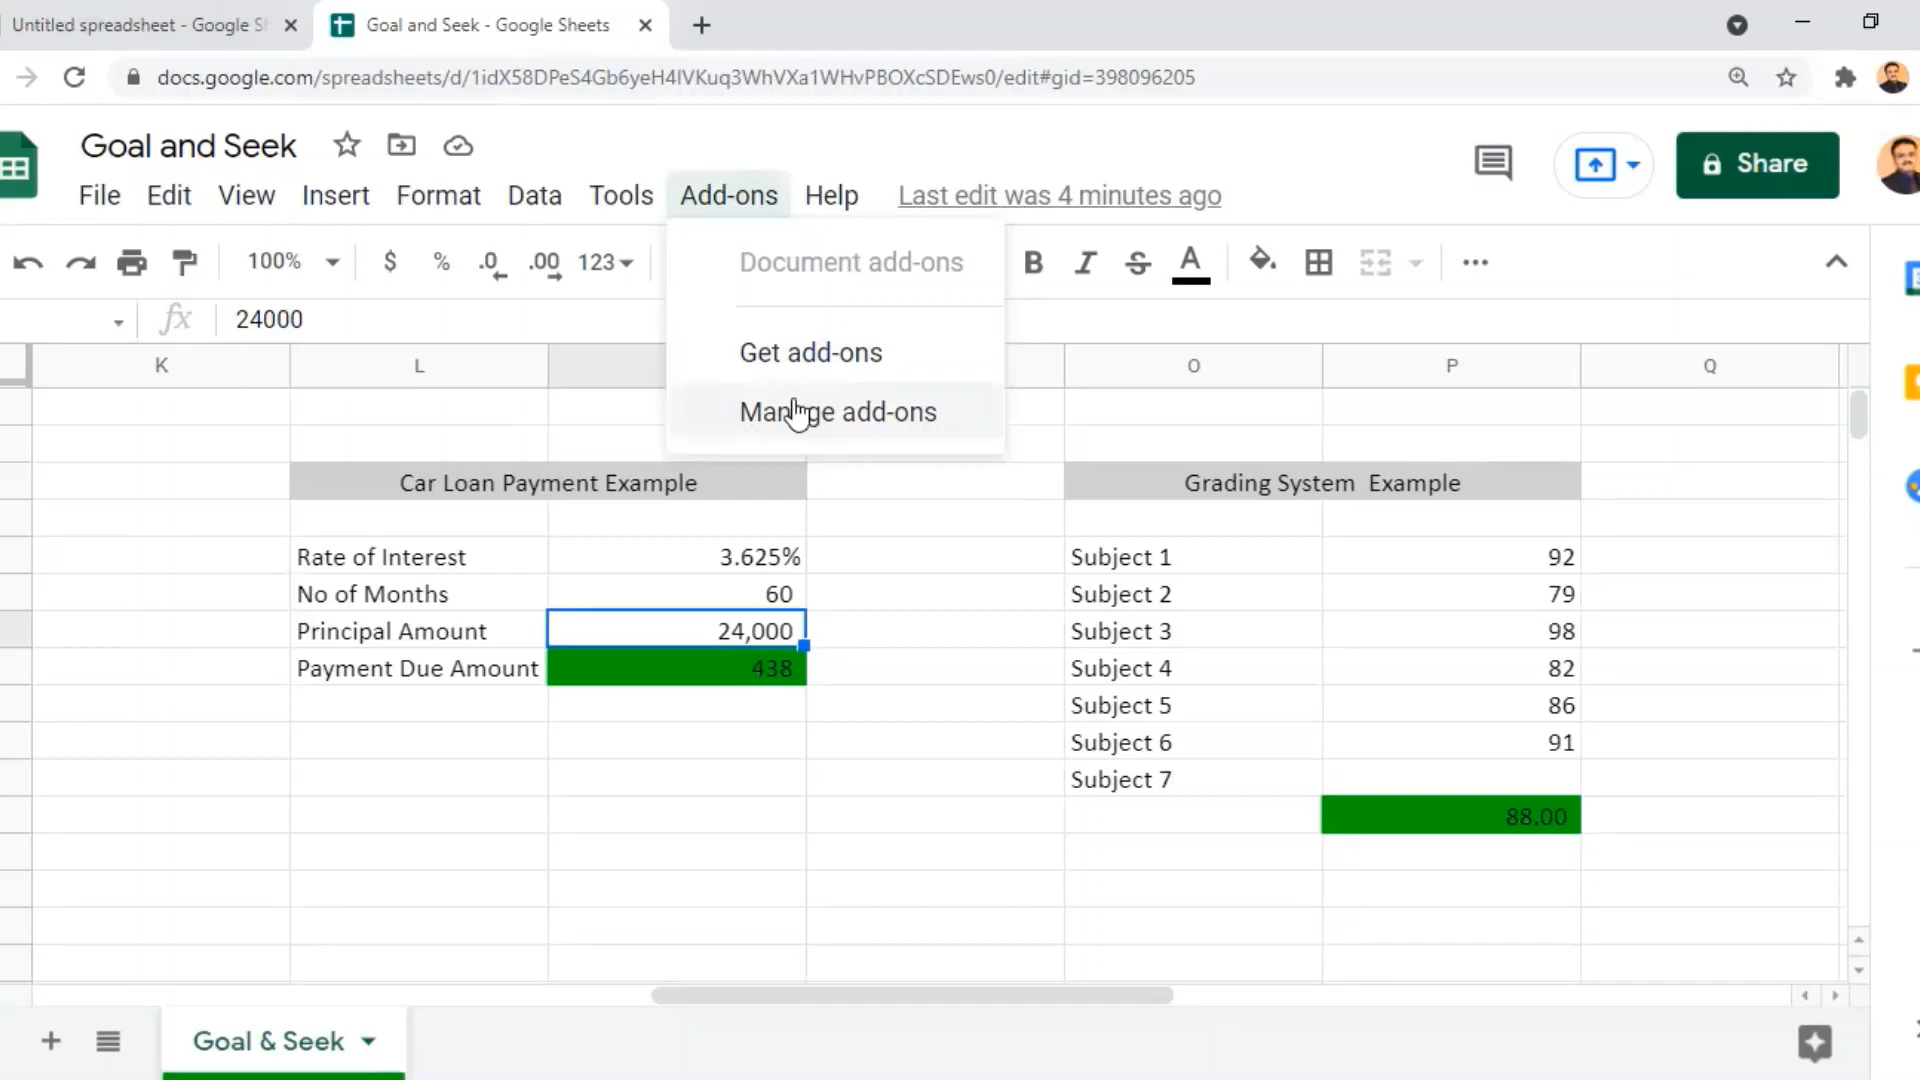 Untitled spreadsheet - Google Sh
Goal and Seek - Google Sheets
docs.google.com/spreadsheets/d/1idX58DPeS4Gb6yeH4IVKuq3WhVXa1WHvPBOXcSDEws0/edit#gid=398096205
Goal and Seek
Share
File Edit View Insert Format Data Tools Add-ons Help Last edit was 4 minutes ago
100% $ % .0 .00 123 B I S A
Document add-ons
Get add-ons
Manage add-ons
fx 24000
K L O P Q
Car Loan Payment Example
Grading System Example
Rate of Interest 3.625% Subject 1 92
No of Months 60 Subject 2 79
Principal Amount 24,000 Subject 3 98
Payment Due Amount 438 Subject 4 82
Subject 5 86
Subject 6 91
Subject 7
88.00
Goal & Seek